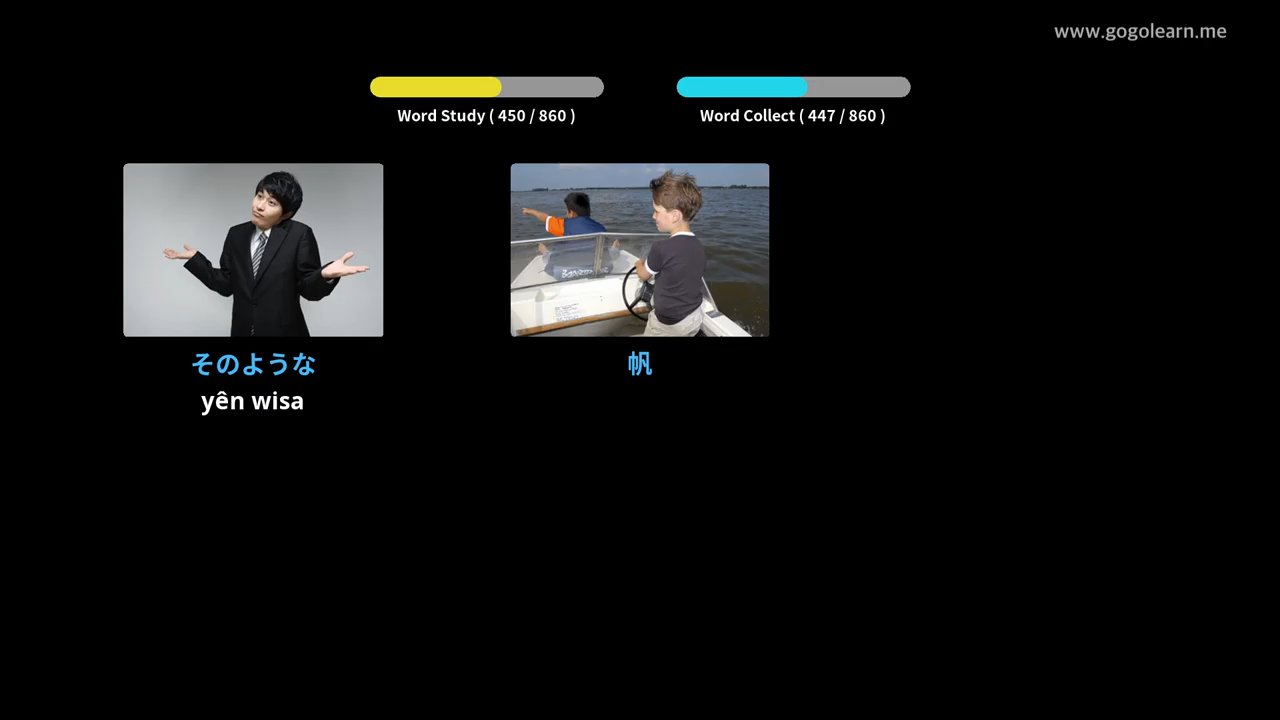 www.gogolearn.me
Word Study ( 450 / 860 )
Word Collect ( 447 / 860 )
そのような
yên wisa
帆